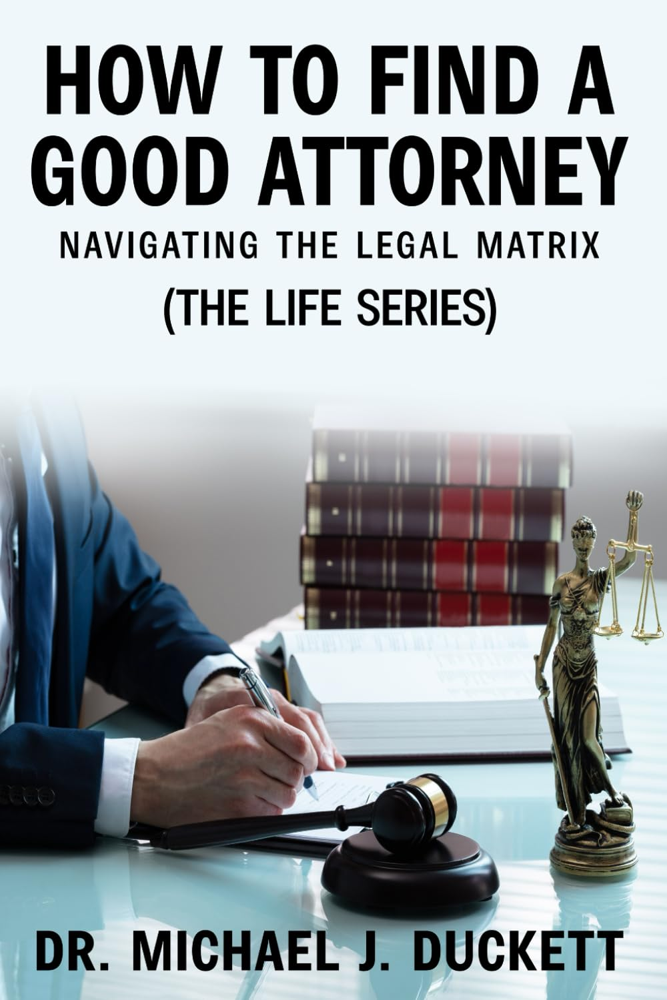 HOW TO FIND A
GOOD ATTORNEY
NAVIGATING THE LEGAL MATRIX
(THE LIFE SERIES)
DR. MICHAEL J. DUCKETT